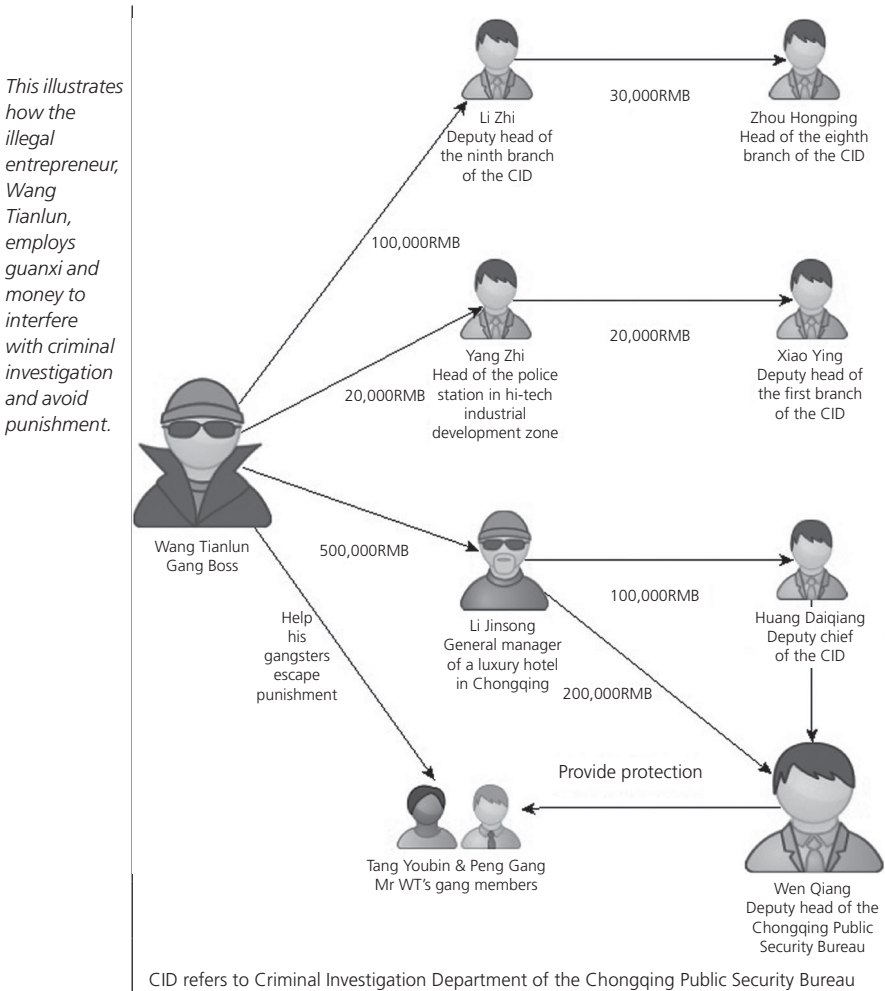 This illustrates
how the
illegal
entrepreneur,
Wang
Tianlun,
employs
guanxi and
money to
interfere
with criminal
investigation
and avoid
punishment.
Li Zhi
Deputy head of
the ninth branch
of the CID
30,000RMB
Zhou Hongping
Head of the eighth
branch of the CID
100,000RMB
20,000RMB
Yang Zhi
Head of the police
station in hi-tech
industrial
development zone
20,000RMB
Xiao Ying
Deputy head of
the first branch
of the CID
Wang Tianlun
Gang Boss
500,000RMB
Li Jinsong
General manager
of a luxury hotel
in Chongqing
100,000RMB
Huang Daiqiang
Deputy chief
of the CID
200,000RMB
Help
his
gangsters
escape
punishment
Provide protection
Tang Youbin & Peng Gang
Mr WT's gang members
Wen Qiang
Deputy head of the
Chongqing Public
Security Bureau
CID refers to Criminal Investigation Department of the Chongqing Public Security Bureau